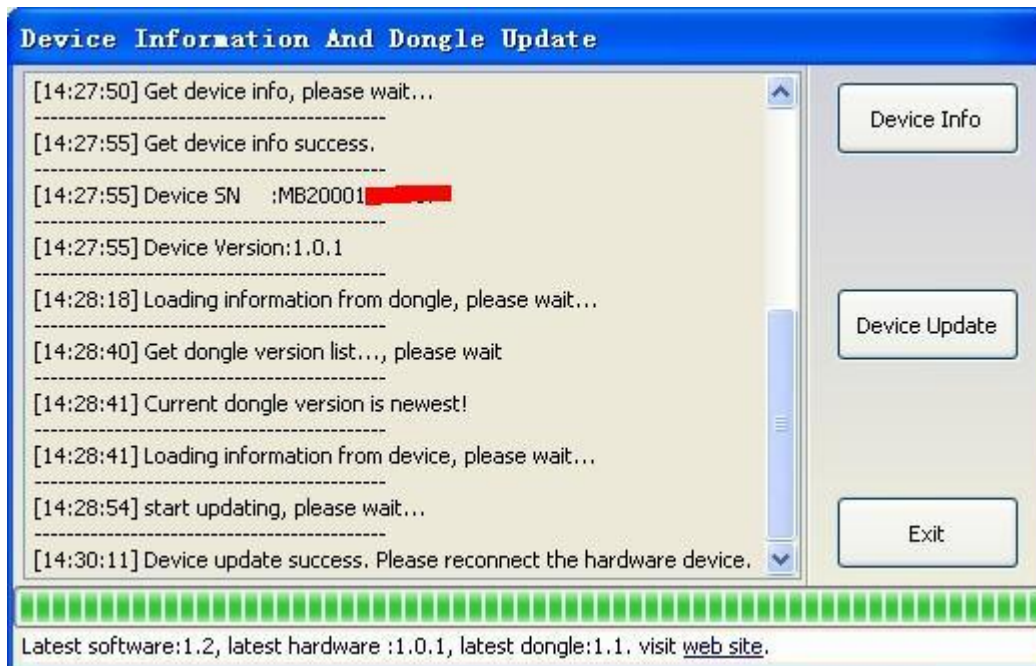 Device Information And Dongle Update
[14:27:50] Get device info, please wait...
----------------------------------------
[14:27:55] Get device info success.
----------------------------------------
[14:27:55] Device SN :MB20001
----------------------------------------
[14:27:55] Device Version:1.0.1
----------------------------------------
[14:28:18] Loading information from dongle, please wait...
----------------------------------------
[14:28:40] Get dongle version list..., please wait
----------------------------------------
[14:28:41] Current dongle version is newest!
----------------------------------------
[14:28:41] Loading information from device, please wait...
----------------------------------------
[14:28:54] start updating, please wait...
----------------------------------------
[14:30:11] Device update success. Please reconnect the hardware device.
Device Info
Device Update
Exit
Latest software:1.2, latest hardware :1.0.1, latest dongle:1.1. visit web site.